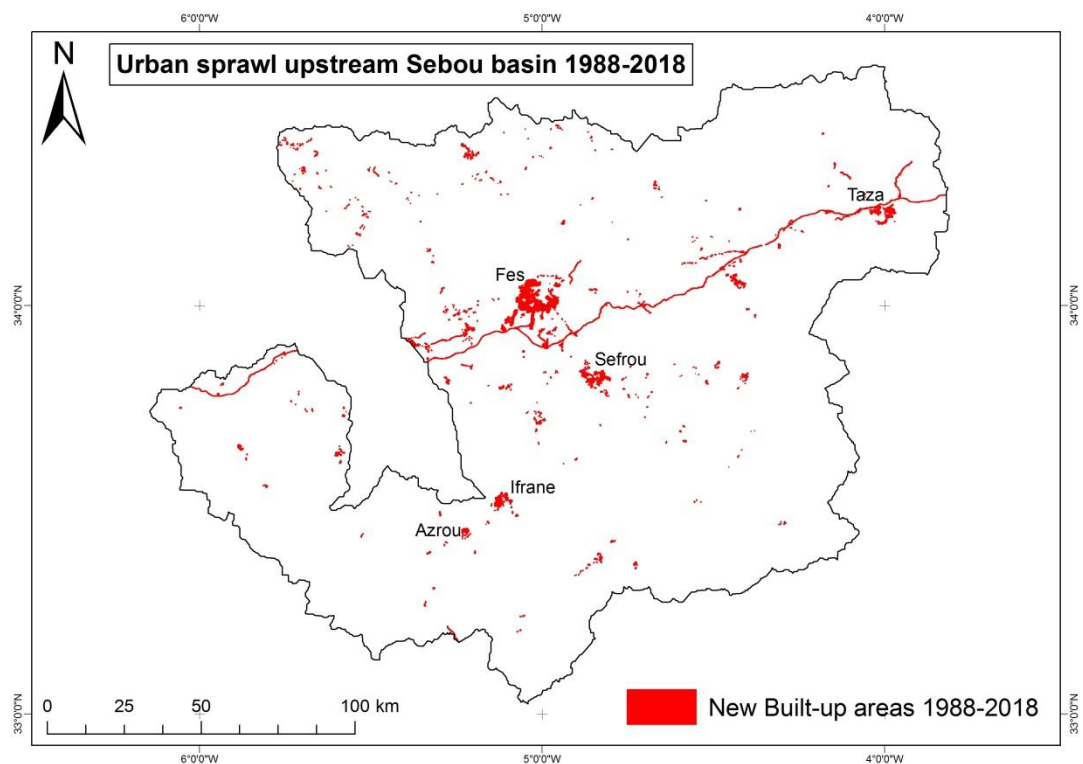 6°0'0"W 5°0'0"W 4°0'0"W
N
Urban sprawl upstream Sebou basin 1988-2018
Taza
Fes
34°0'0"N 34°0'0"N
Sefrou
Ifrane
Azrou
0 25 50 100 km
New Built-up areas 1988-2018
33°0'0"N 33°0'0"N
6°0'0"W 5°0'0"W 4°0'0"W